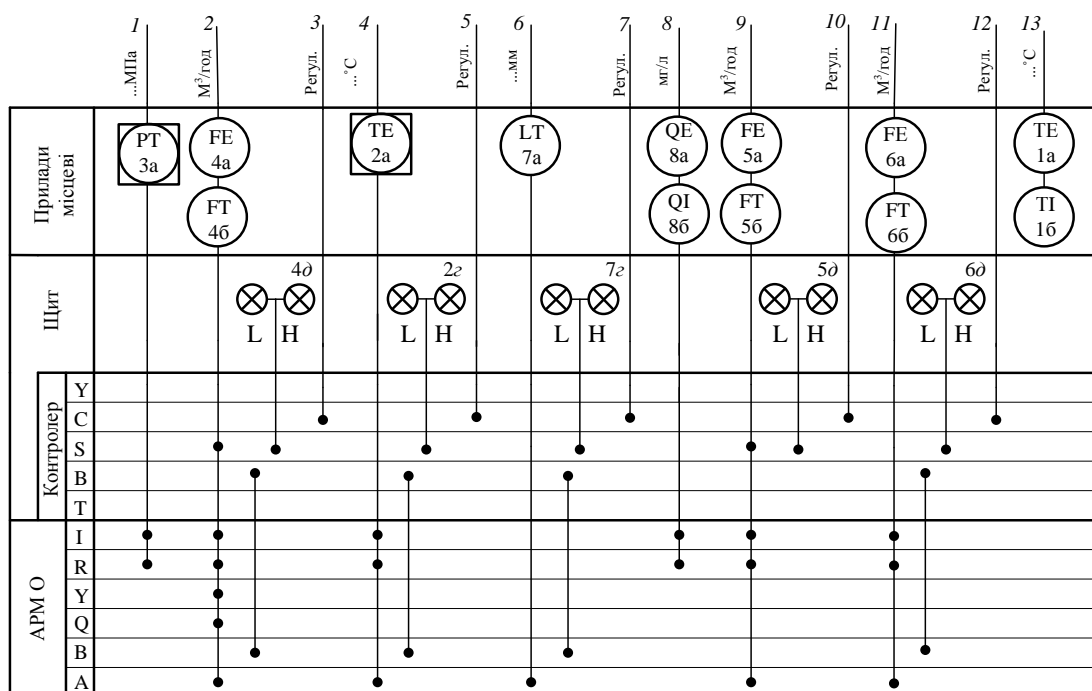 1 2 3 4 5 6 7 8 9 10 11 12 13
...МПа М³/год Регул. ...°С Регул. ...мм Регул. мг/л М³/год Регул. М³/год Регул. ...°С
Прилади місцеві
PT FE TE LT QE FE FE TE
3а 4а 2а 7а 8а 5а 6а 1а
FT QI FT FT TI
4б 8б 5б 6б 1б
Щит
4д 2г 7г 5д 6д
L H L H L H L H L H
Контролер
Y
C
S
B
T
АРМ О
I
R
Y
Q
B
A